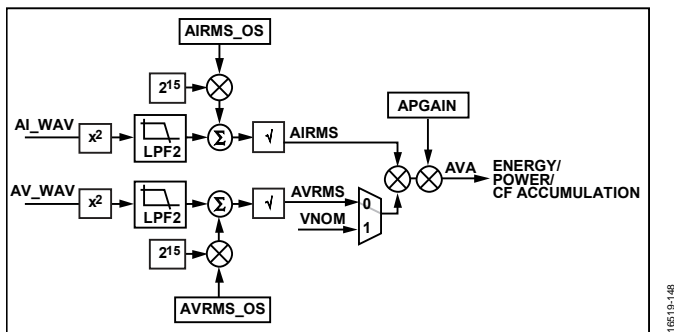 AIRMS_OS
2¹⁵
APGAIN
AI_WAV
x²
LPF2
Σ
√
AIRMS
AVA
ENERGY/
POWER/
CF ACCUMULATION
AV_WAV
x²
LPF2
Σ
√
AVRMS
0
VNOM
1
2¹⁵
AVRMS_OS
16519-148